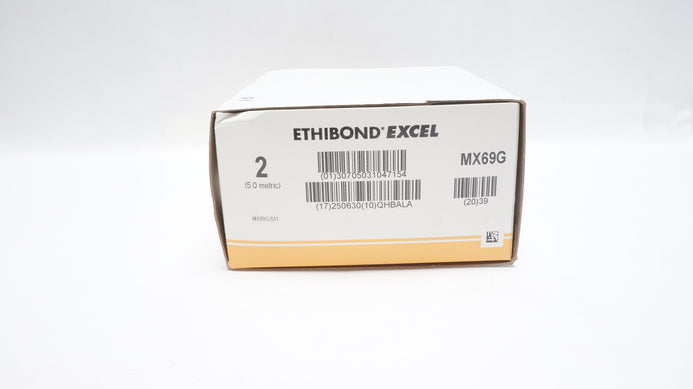 ETHIBOND® EXCEL
2
(5.0 metric)
(01)30705031047154
MX69G
(17)250630(10)QHBALA
(20)39
MX69G.S31